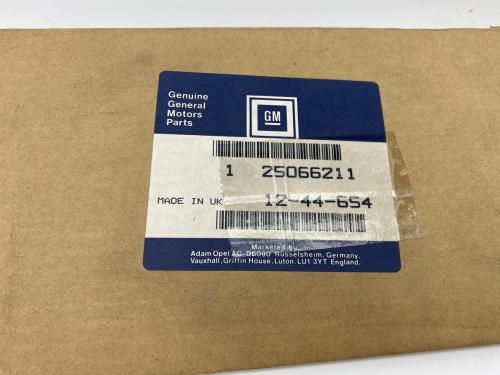 Genuine
General
Motors
Parts
GM
1 25066211
MADE IN UK 12-44-654
Marketed by
Adam Opel AG D6090 Russelsheim, Germany.
Vauxhall, Griffin House, Luton. LU1 3YT England.